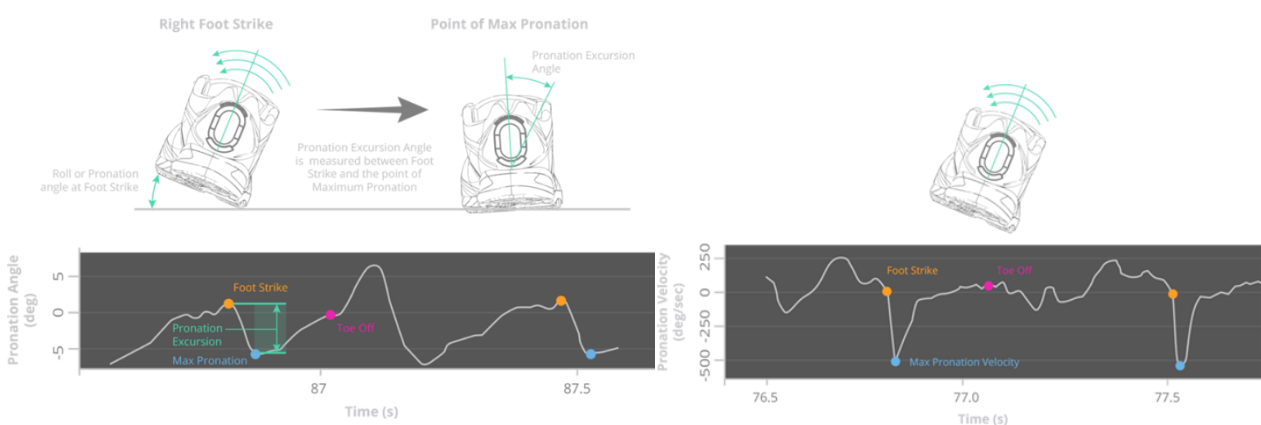 Right Foot Strike
Point of Max Pronation
Pronation Excursion
Angle
Pronation Excursion Angle
is measured between Foot
Strike and the point of
Maximum Pronation
Roll or Pronation
angle at Foot Strike
Pronation Angle
(deg)
5
0
-5
Foot Strike
Pronation
Excursion
Max Pronation
Toe Off
87
87.5
Time (s)
Pronation Velocity
(deg/sec)
250
0
-250
-500
Foot Strike
Toe Off
Max Pronation Velocity
76.5
77.0
77.5
Time (s)